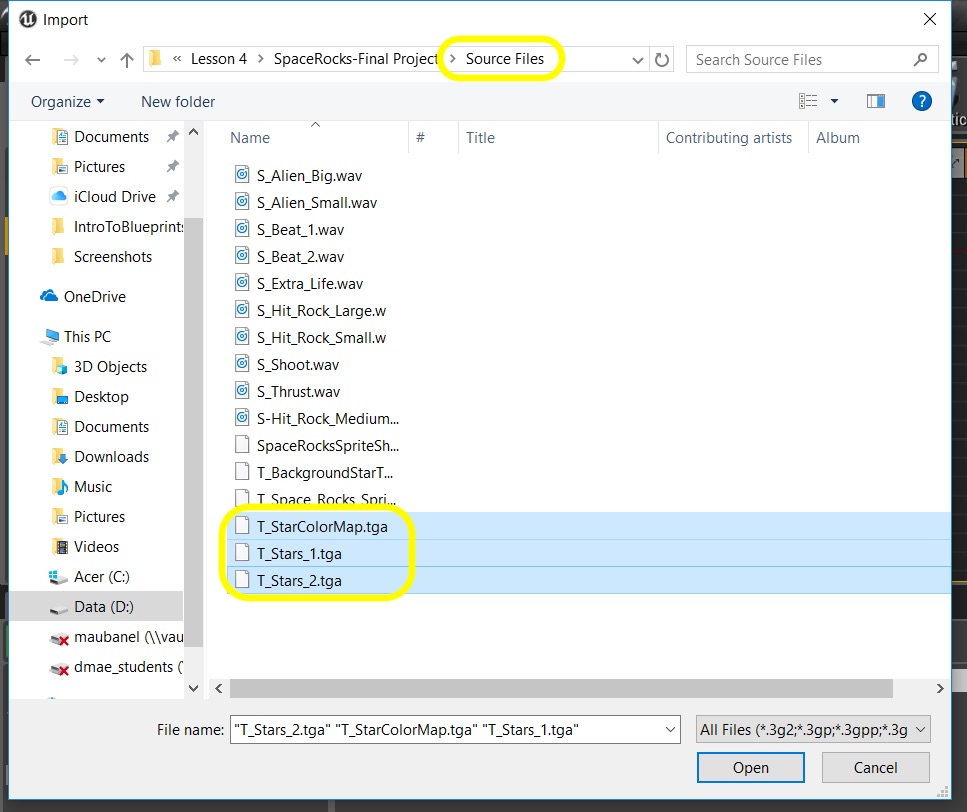 Import
« Lesson 4 > SpaceRocks-Final Project > Source Files
Search Source Files
Organize
New folder
?
Name
#
Title
Contributing artists
Album
Documents
Pictures
iCloud Drive
IntroToBlueprints
Screenshots
OneDrive
This PC
3D Objects
Desktop
Documents
Downloads
Music
Pictures
Videos
Acer (C:)
Data (D:)
maubanel (\\vau
dmae_students (
S_Alien_Big.wav
S_Alien_Small.wav
S_Beat_1.wav
S_Beat_2.wav
S_Extra_Life.wav
S_Hit_Rock_Large.w
S_Hit_Rock_Small.w
S_Shoot.wav
S_Thrust.wav
S-Hit_Rock_Medium...
SpaceRocksSpriteSh...
T_BackgroundStarT...
T_Space_Rocks_Spri...
T_StarColorMap.tga
T_Stars_1.tga
T_Stars_2.tga
File name:
"T_Stars_2.tga" "T_StarColorMap.tga" "T_Stars_1.tga"
All Files (*.3g2;*.3gp;*.3gpp;*.3g
Open
Cancel
tic